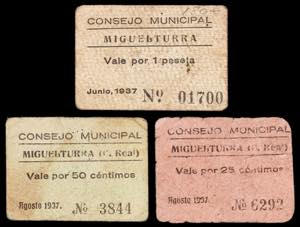 CONSEJO MUNICIPAL
MIGUELTURRA
Vale por 1 peseta
Junio, 1937
Nº. 01700
CONSEJO MUNICIPAL
MIGUELTURRA (C. Real)
Vale por 50 céntimos
Agosto 1937.
Nº 3844
CONSEJO MUNICIPAL
MIGUELTURRA (C. Real)
Vale por 25 céntimos
Agosto 1937.
Nº 6292